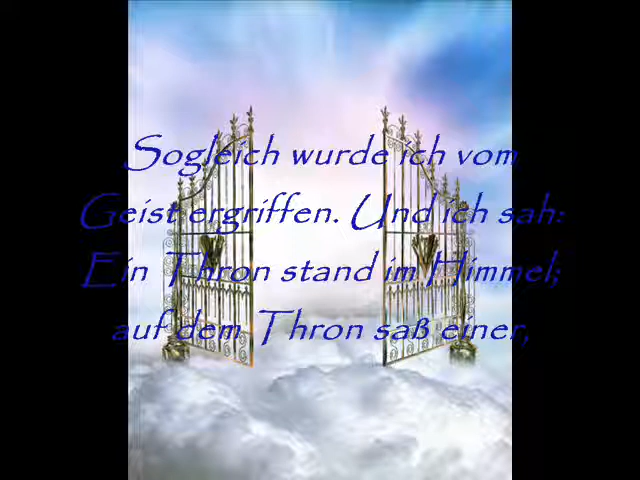 Sogleich wurde ich vom
Geist ergriffen. Und ich sah:
Ein Thron stand im Himmel;
auf dem Thron saß einer,